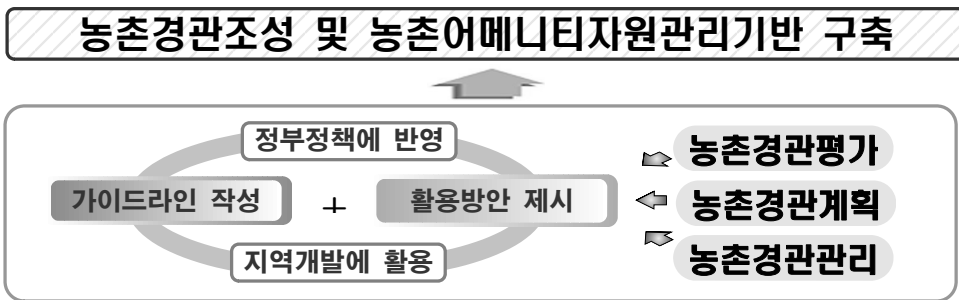 농촌경관조성 및 농촌어메니티자원관리기반 구축
정부정책에 반영
가이드라인 작성 + 활용방안 제시
지역개발에 활용
농촌경관평가
농촌경관계획
농촌경관관리